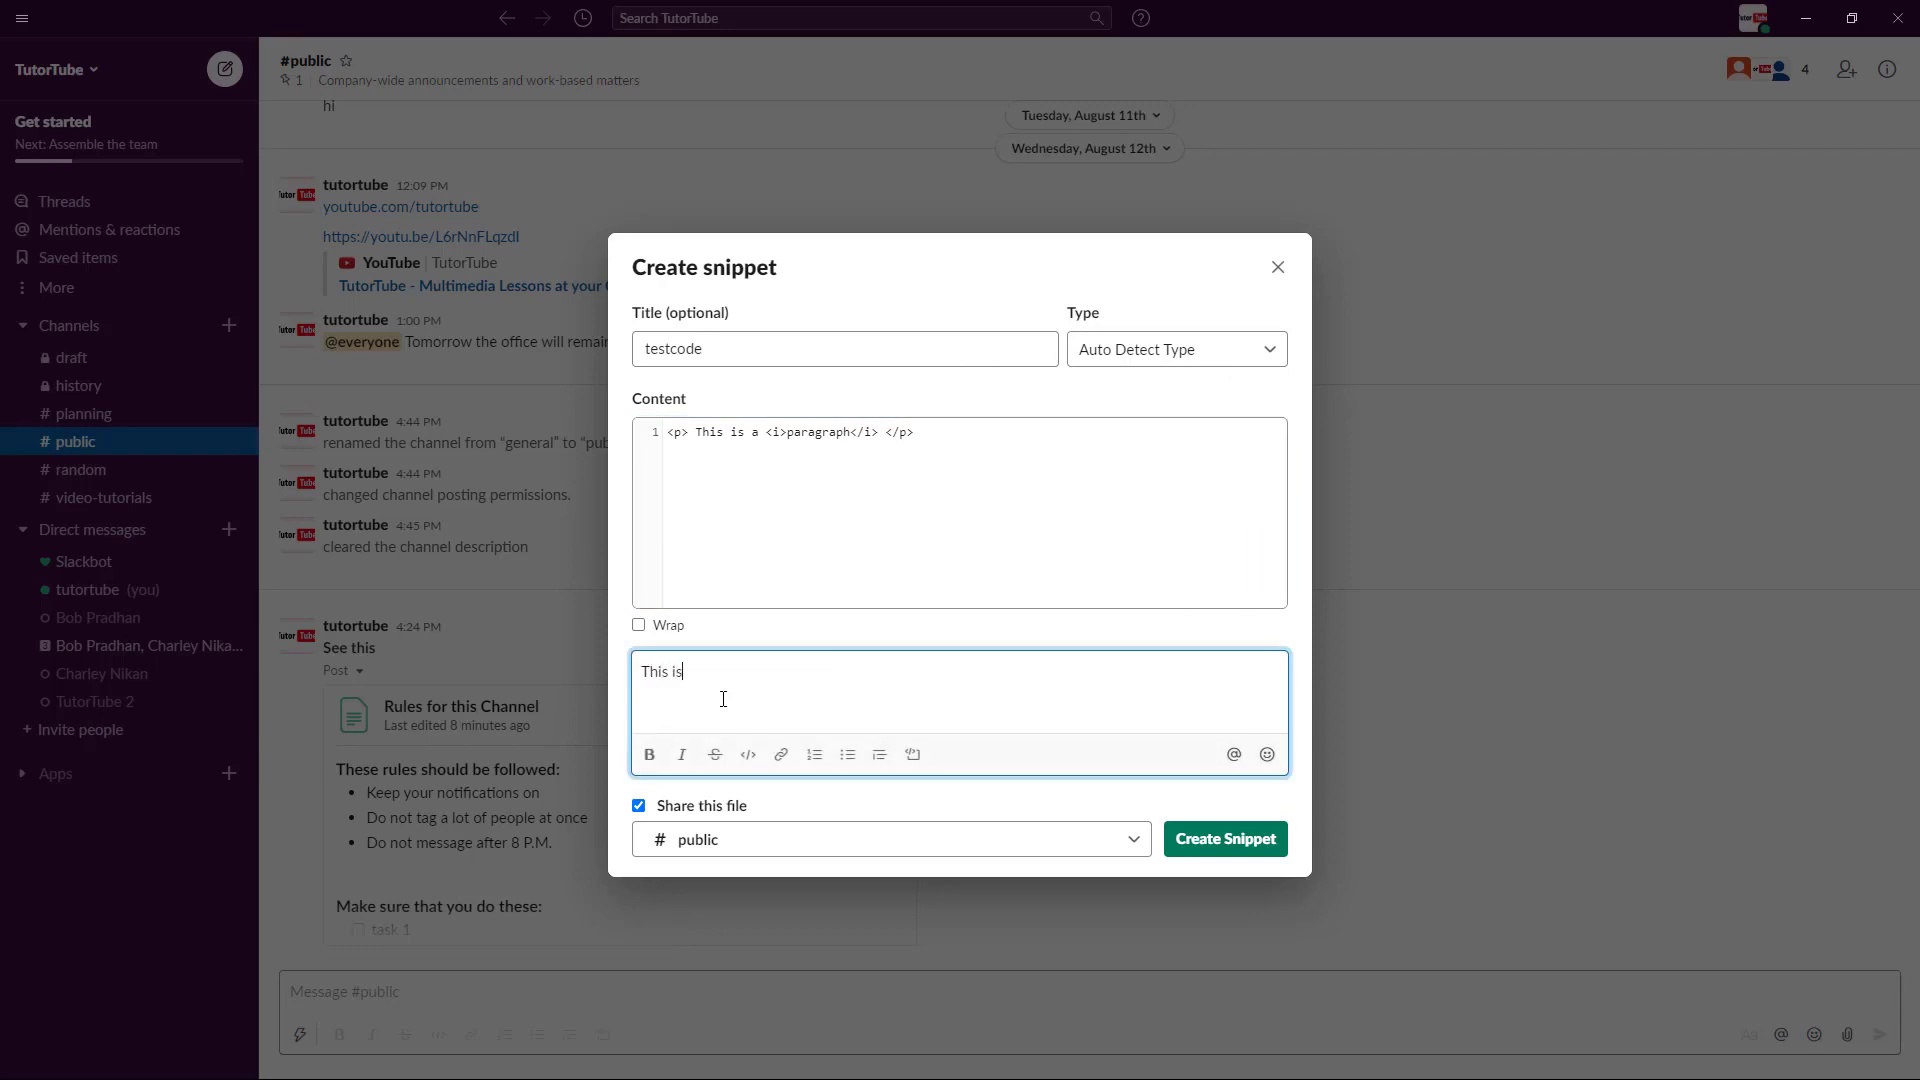 Search TutorTube
TutorTube
#public
1 Company-wide announcements and work-based matters
4
Get started
Next: Assemble the team
Threads
Mentions & reactions
Saved items
More
Channels
draft
history
# planning
# public
# random
# video-tutorials
Direct messages
Slackbot
tutortube (you)
Bob Pradhan
3 Bob Pradhan, Charley Nika...
Charley Nikan
TutorTube 2
+ Invite people
Apps
hi
Tuesday, August 11th
Wednesday, August 12th
tutortube 12:09 PM
youtube.com/tutortube
https://youtu.be/L6rNnFLqzdI
YouTube | TutorTube
TutorTube - Multimedia Lessons at your
tutortube 1:00 PM
@everyone Tomorrow the office will remai
tutortube 4:44 PM
renamed the channel from “general” to “pub
tutortube 4:44 PM
changed channel posting permissions.
tutortube 4:45 PM
cleared the channel description
tutortube 4:24 PM
See this
Post
Rules for this Channel
Last edited 8 minutes ago
These rules should be followed:
• Keep your notifications on
• Do not tag a lot of people at once
• Do not message after 8 P.M.
Make sure that you do these:
task 1
Message #public
Create snippet
Title (optional)
Type
testcode
Auto Detect Type
Content
1 <p> This is a <i>paragraph</i> </p>
Wrap
This is
Share this file
# public
Create Snippet